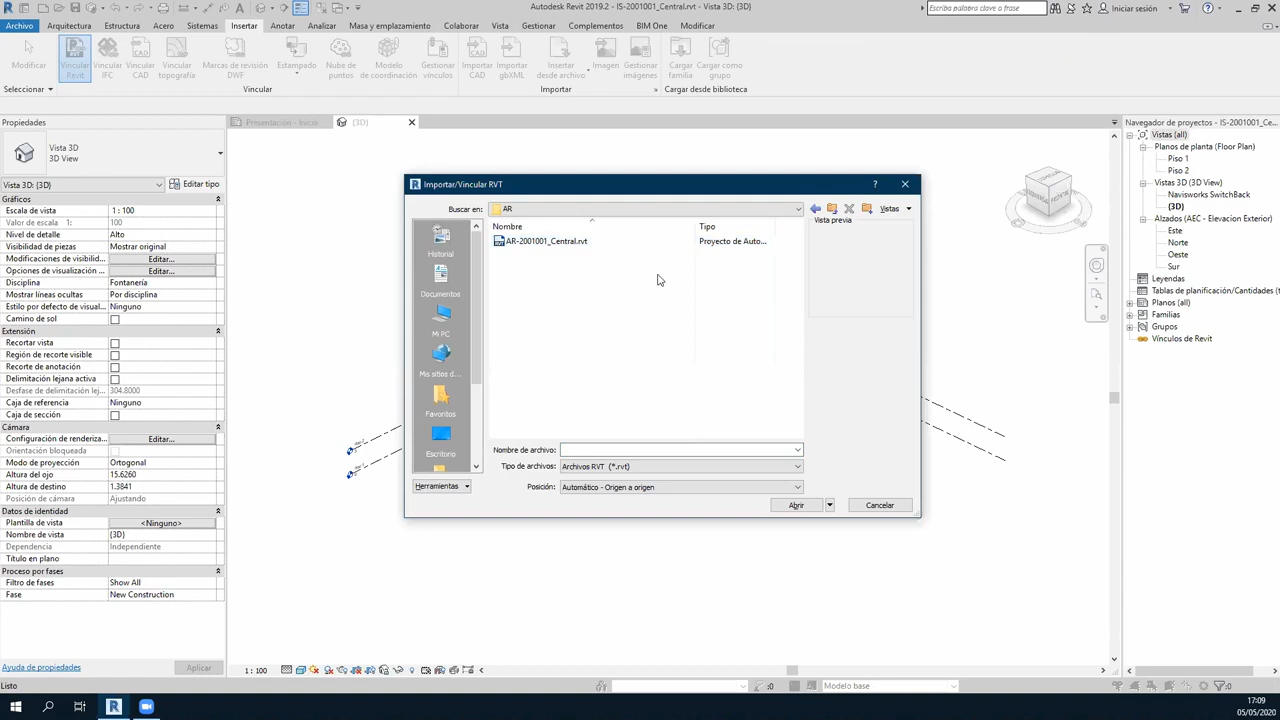 Autodesk Revit 2019.2 - IS-2001001_Central.rvt - Vista 3D: {3D}
Escriba palabra clave o frase
Iniciar sesión
Archivo Arquitectura Estructura Acero Sistemas Insertar Anotar Analizar Masa y emplazamiento Colaborar Vista Gestionar Complementos BIM One Modificar
Modificar
Vincular Revit
Vincular IFC
Vincular CAD
Vincular topografía
Marcas de revisión DWF
Estampado
Nube de puntos
Modelo de coordinación
Gestionar vínculos
Importar CAD
Importar gbXML
Insertar desde archivo
Imagen
Gestionar imágenes
Cargar familia
Cargar como grupo
Seleccionar
Vincular
Importar
Cargar desde biblioteca
Propiedades
{3D}
Navegador de proyectos - IS-2001001_Ce...
Vista 3D
3D View
Vista 3D: {3D}
Editar tipo
Gráficos
Escala de vista 1 : 100
Valor de escala 1: 100
Nivel de detalle Alto
Visibilidad de piezas Mostrar original
Modificaciones de visibilid... Editar...
Opciones de visualización ... Editar...
Disciplina Fontanería
Mostrar líneas ocultas Por disciplina
Estilo por defecto de visual... Ninguno
Camino de sol
Extensión
Recortar vista
Región de recorte visible
Recorte de anotación
Delimitación lejana activa
Desfase de delimitación lej... 304.8000
Caja de referencia Ninguno
Caja de sección
Cámara
Configuración de renderiza... Editar...
Orientación bloqueada
Modo de proyección Ortogonal
Altura del ojo 15.6260
Altura de destino 1.3841
Posición de cámara Ajustando
Datos de identidad
Plantilla de vista <Ninguno>
Nombre de vista {3D}
Dependencia Independiente
Título en plano
Proceso por fases
Filtro de fases Show All
Fase New Construction
Ayuda de propiedades
Aplicar
Importar/Vincular RVT
Buscar en: AR
Vistas
Nombre Tipo
Vista previa
AR-2001001_Central.rvt Proyecto de Auto...
Historial
Documentos
Mi PC
Mis sitios d...
Favoritos
Escritorio
Nombre de archivo:
Tipo de archivos: Archivos RVT (*.rvt)
Herramientas
Posición: Automático - Origen a origen
Abrir
Cancelar
Vistas (all)
Planos de planta (Floor Plan)
Piso 1
Piso 2
Vistas 3D (3D View)
Navisworks SwitchBack
{3D}
Alzados (AEC - Elevacion Exterior)
Este
Norte
Oeste
Sur
Leyendas
Tablas de planificación/Cantidades (t
Planos (all)
Familias
Grupos
Vínculos de Revit
1 : 100
Listo
:0
Modelo base
:0
17:09
05/05/2020